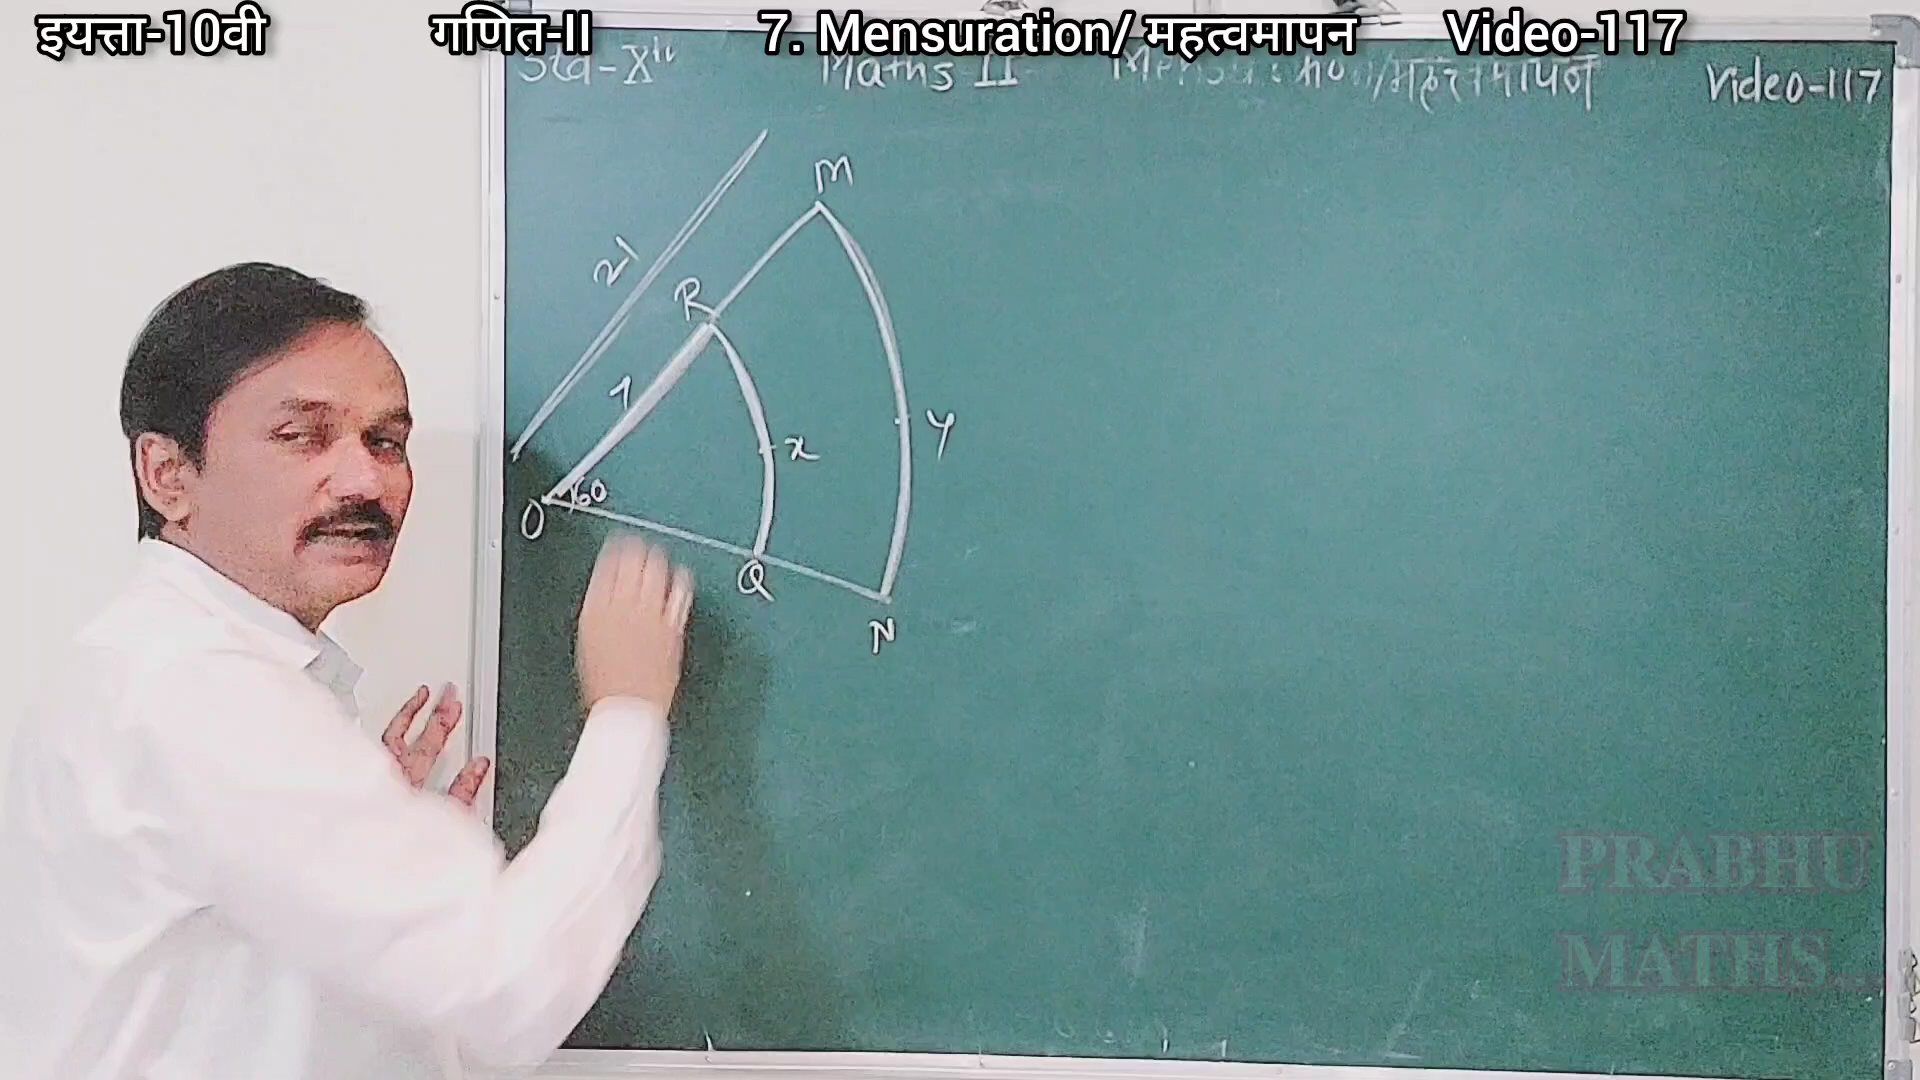 इयत्ता-10वी गणित-II 7. Mensuration/ महत्वमापन Video-117
Std-Xth Maths II Video-117
M
21
R
7
x
Y
60
O
Q
N
PRABHU
MATHS...